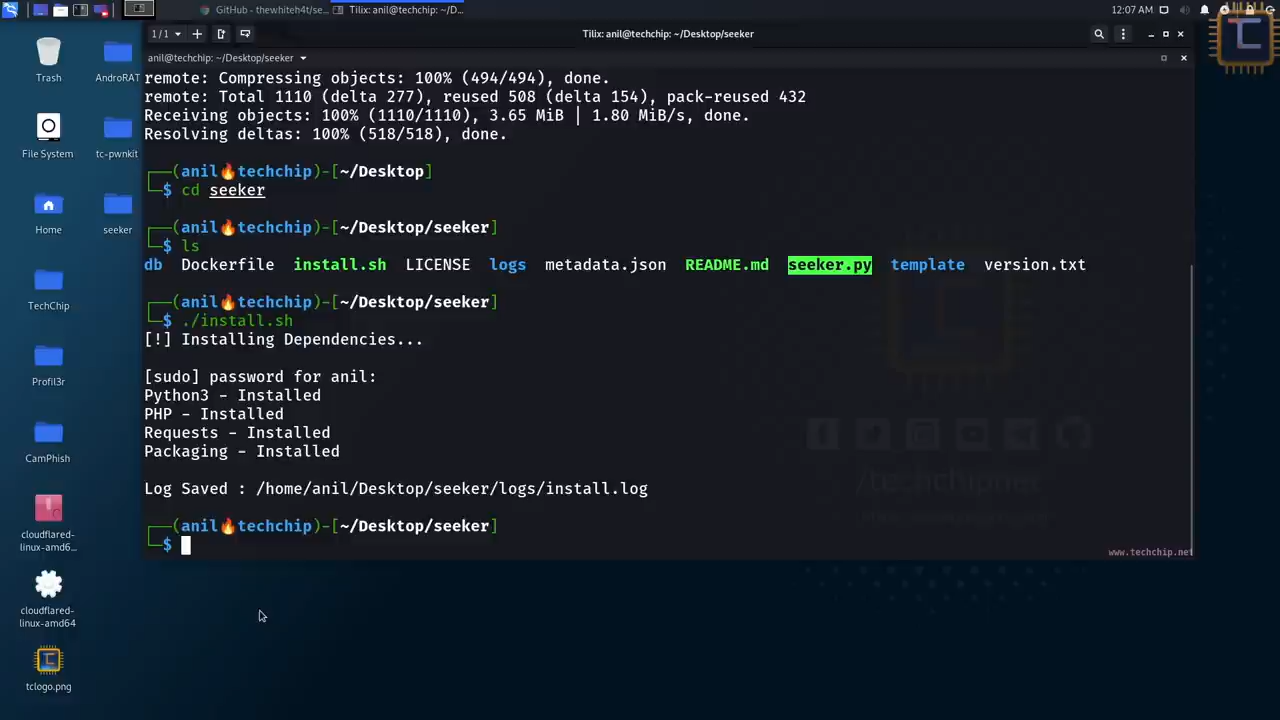 GitHub - thewhiteh4t/se...
Tilix: anil@techchip: ~/D...
12:07 AM
1/1
Tilix: anil@techchip: ~/Desktop/seeker
anil@techchip: ~/Desktop/seeker
remote: Compressing objects: 100% (494/494), done.
remote: Total 1110 (delta 277), reused 508 (delta 154), pack-reused 432
Receiving objects: 100% (1110/1110), 3.65 MiB | 1.80 MiB/s, done.
Resolving deltas: 100% (518/518), done.
(anil🔥techchip)-[~/Desktop]
$ cd seeker
(anil🔥techchip)-[~/Desktop/seeker]
$ ls
db Dockerfile install.sh LICENSE logs metadata.json README.md seeker.py template version.txt
(anil🔥techchip)-[~/Desktop/seeker]
$ ./install.sh
[!] Installing Dependencies...
[sudo] password for anil:
Python3 - Installed
PHP - Installed
Requests - Installed
Packaging - Installed
Log Saved : /home/anil/Desktop/seeker/logs/install.log
(anil🔥techchip)-[~/Desktop/seeker]
$
www.techchip.net
Trash
AndroRAT
File System
tc-pwnkit
Home
seeker
TechChip
Profil3r
CamPhish
cloudflared-
linux-amd6...
cloudflared-
linux-amd64
tclogo.png